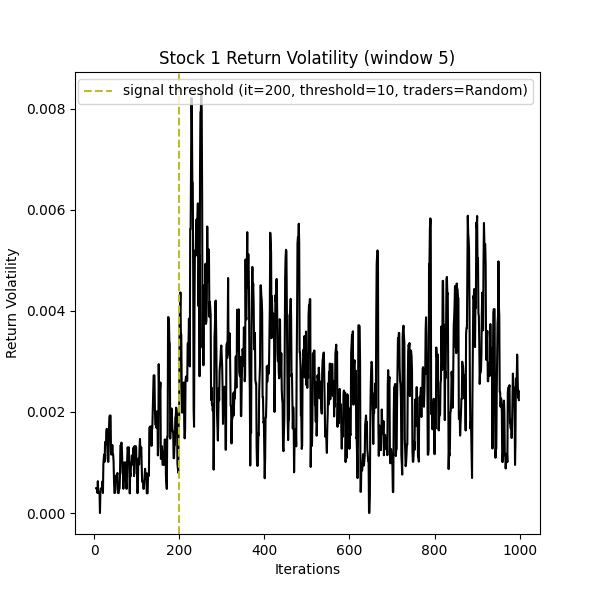 Stock 1 Return Volatility (window 5)
signal threshold (it=200, threshold=10, traders=Random)
0.008
0.006
0.004
0.002
0.000
Return Volatility
0 200 400 600 800 1000
Iterations